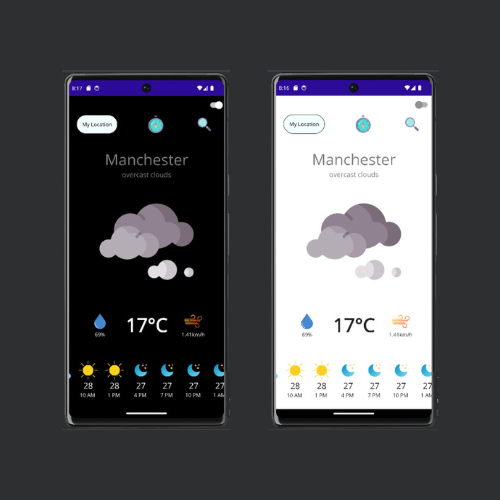 8:17
My Location
Manchester
overcast clouds
69%
17°C
1.41km/h
28
28
27
27
27
27
10 AM
1 PM
4 PM
7 PM
10 PM
1 AM
8:16
My Location
Manchester
overcast clouds
69%
17°C
1.41km/h
28
28
27
27
27
27
10 AM
1 PM
4 PM
7 PM
10 PM
1 A